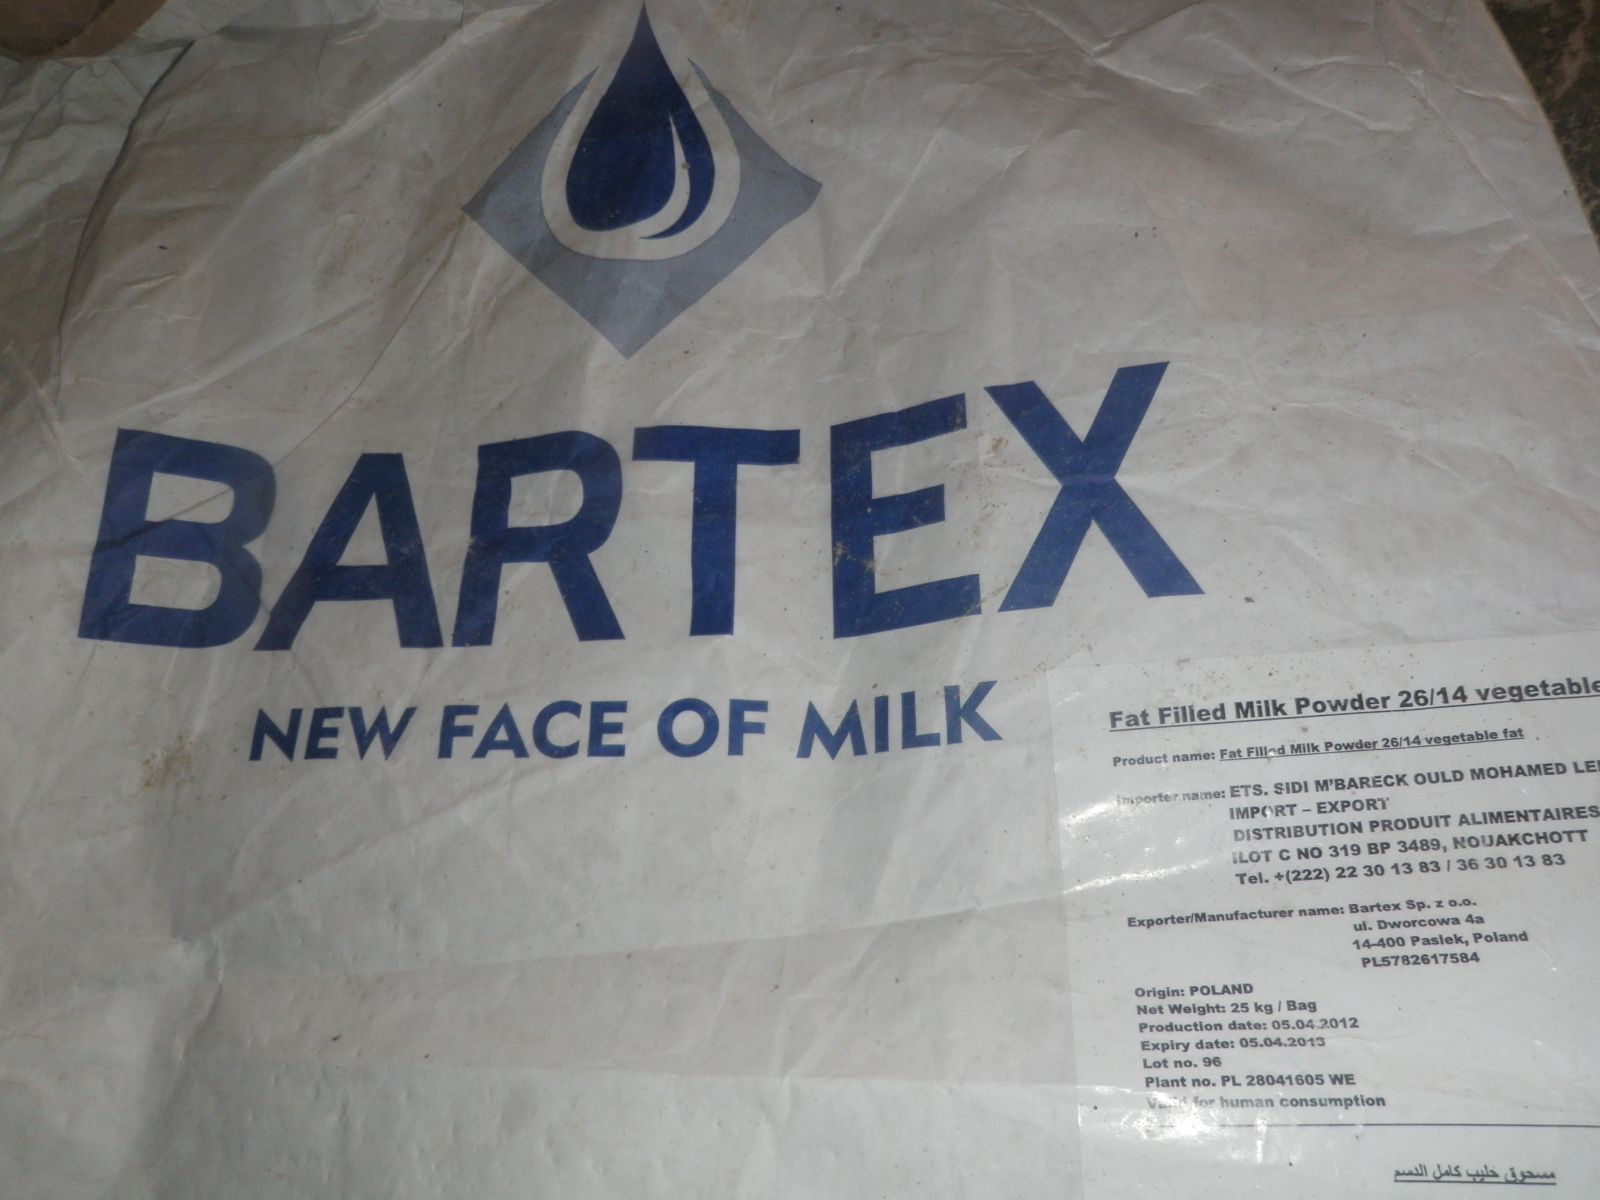 BARTEX
NEW FACE OF MILK
Fat Filled Milk Powder 26/14 vegetable
Product name: Fat Filled Milk Powder 26/14 vegetable fat
Importer name: ETS. SIDI M'BARECK OULD MOHAMED
IMPORT – EXPORT
DISTRIBUTION PRODUIT ALIMENTAIRES
ILOT C NO 319 BP 3489, NOUAKCHOTT
Tel. +(222) 22 30 13 83 / 36 30 13 83
Exporter/Manufacturer name: Bartex Sp. z o.o.
ul. Dworcowa 4a
14-400 Paslek, Poland
PL5782617584
Origin: POLAND
Net Weight: 25 kg / Bag
Production date: 05.04.2012
Expiry date: 05.04.2013
Lot no. 96
Plant no. PL 28041605 WE
Valid for human consumption
مسحوق حليب كامل الدسم